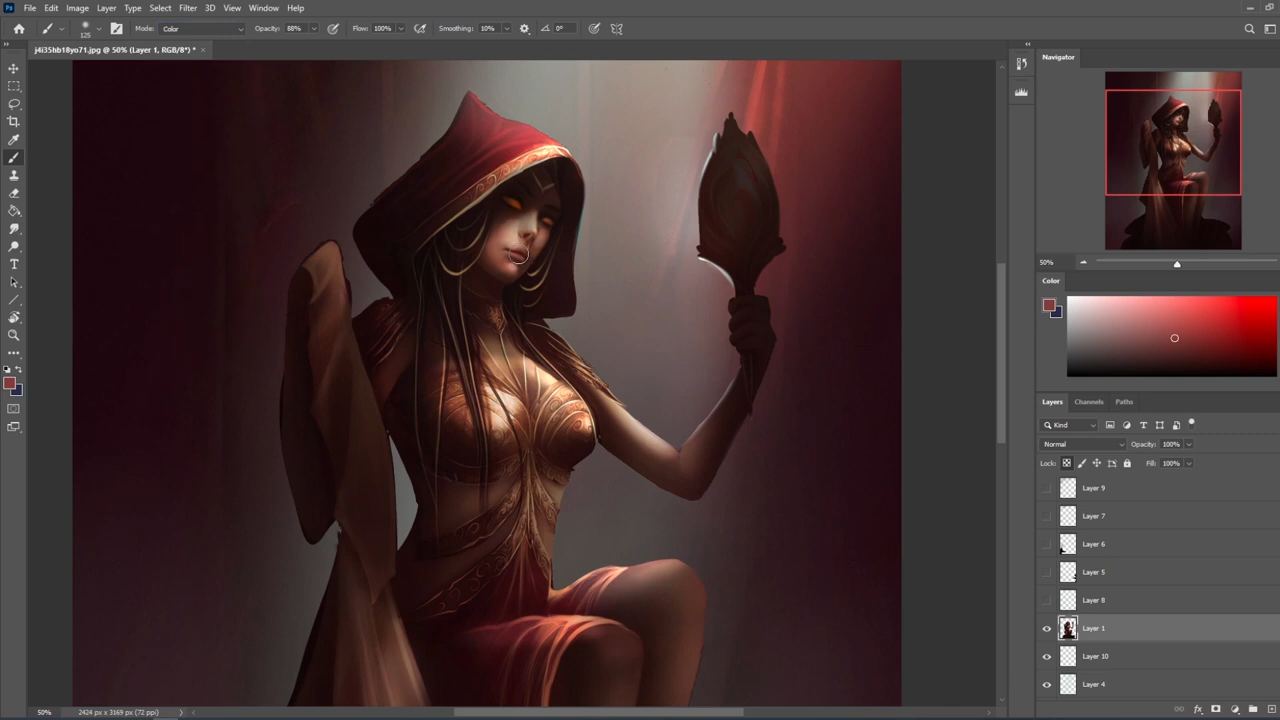 Ps File Edit Image Layer Type Select Filter 3D View Plugins Window Help
125 Mode: Color Opacity: 88% Flow: 100% Smoothing: 10% 0°
j4i35hb18yo71.jpg @ 50% (Layer 1, RGB/8*) * ×
Navigator
50%
Color
Layers Channels Paths
Kind
Normal Opacity: 100%
Lock: Fill: 100%
Layer 9
Layer 7
Layer 6
Layer 5
Layer 8
Layer 1
Layer 10
Layer 4
50% 2424 px x 3169 px (72 ppi)